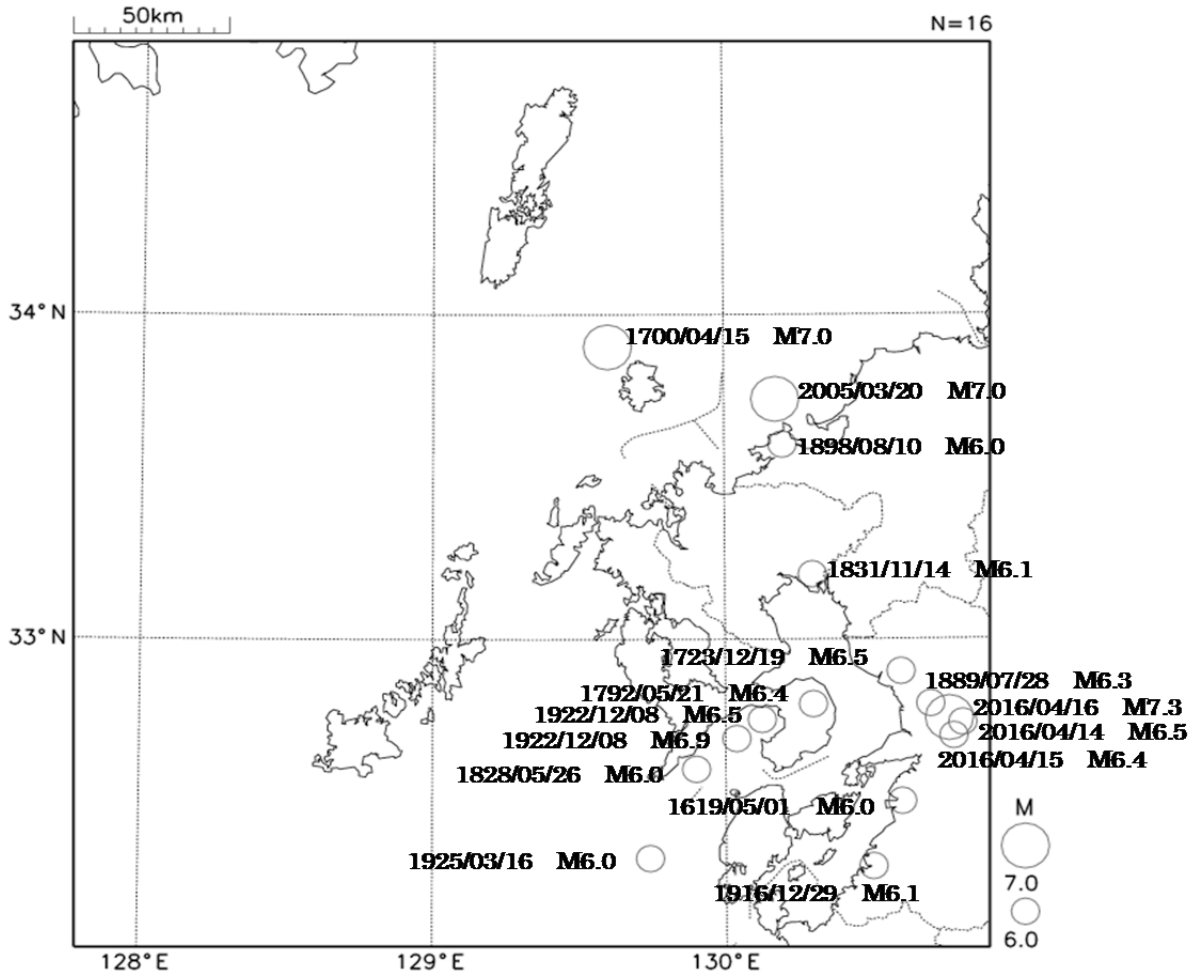 50km
N=16
34°N
1700/04/15 M7.0
2005/03/20 M7.0
1898/08/10 M6.0
1831/11/14 M6.1
33°N
1723/12/19 M6.5
1889/07/28 M6.3
1792/05/21 M6.4
2016/04/16 M7.3
1922/12/08 M6.5
2016/04/14 M6.5
1922/12/08 M6.9
2016/04/15 M6.4
1828/05/26 M6.0
1619/05/01 M6.0
M
1925/03/16 M6.0
7.0
1916/12/29 M6.1
6.0
128°E
129°E
130°E